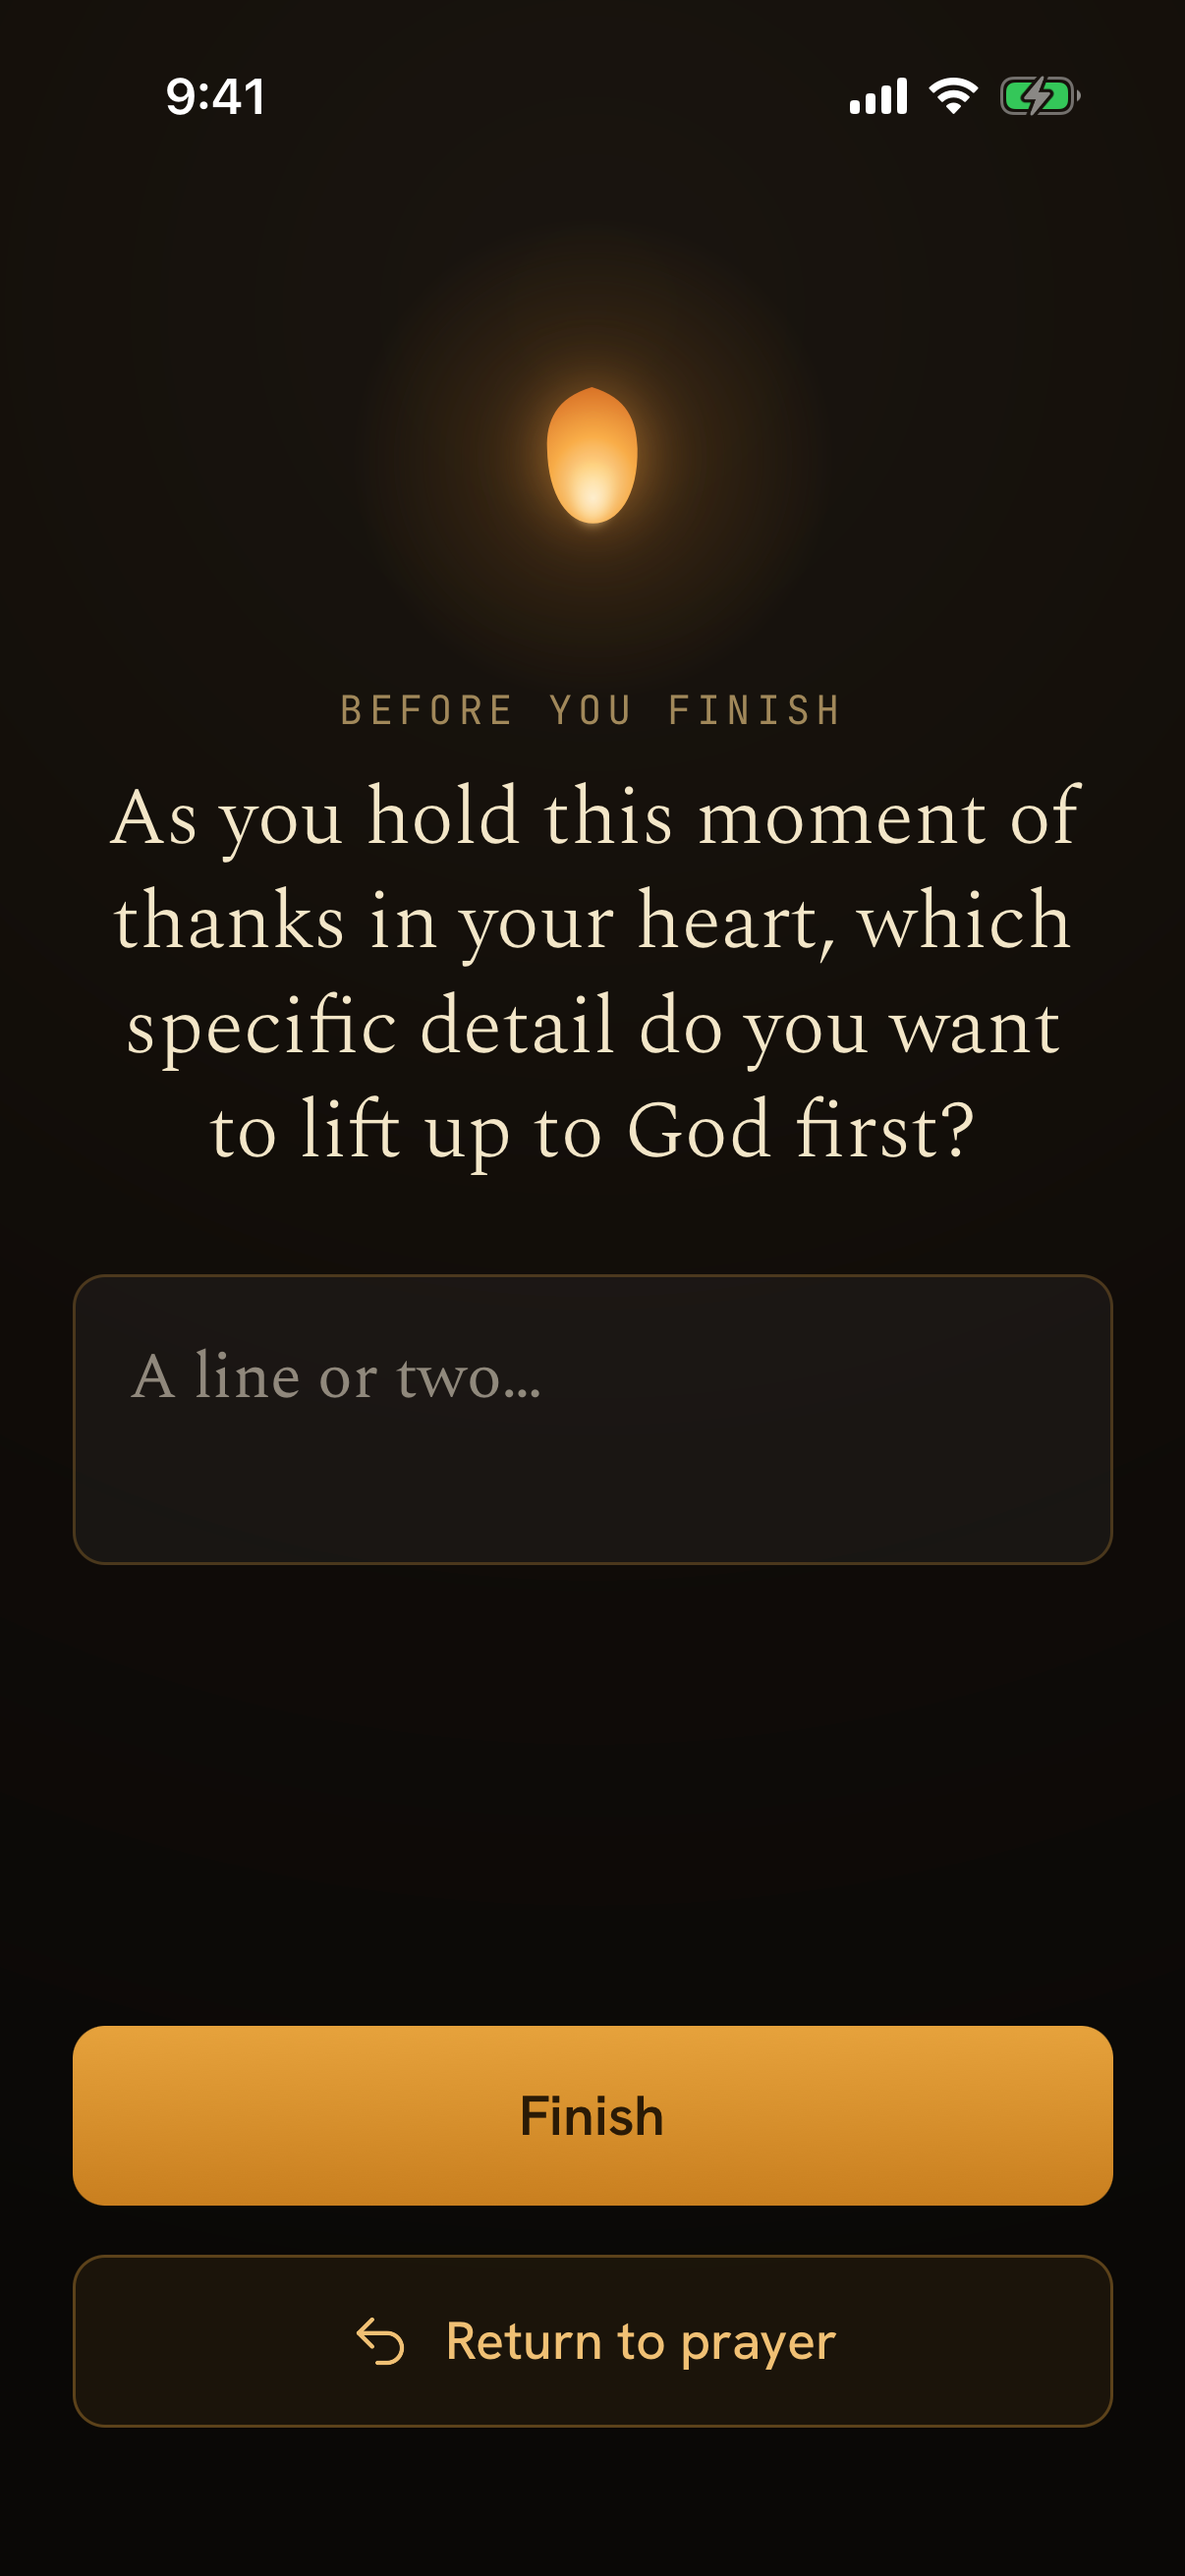 9:41
BEFORE YOU FINISH
As you hold this moment of
thanks in your heart, which
specific detail do you want
to lift up to God first?
A line or two…
Finish
Return to prayer